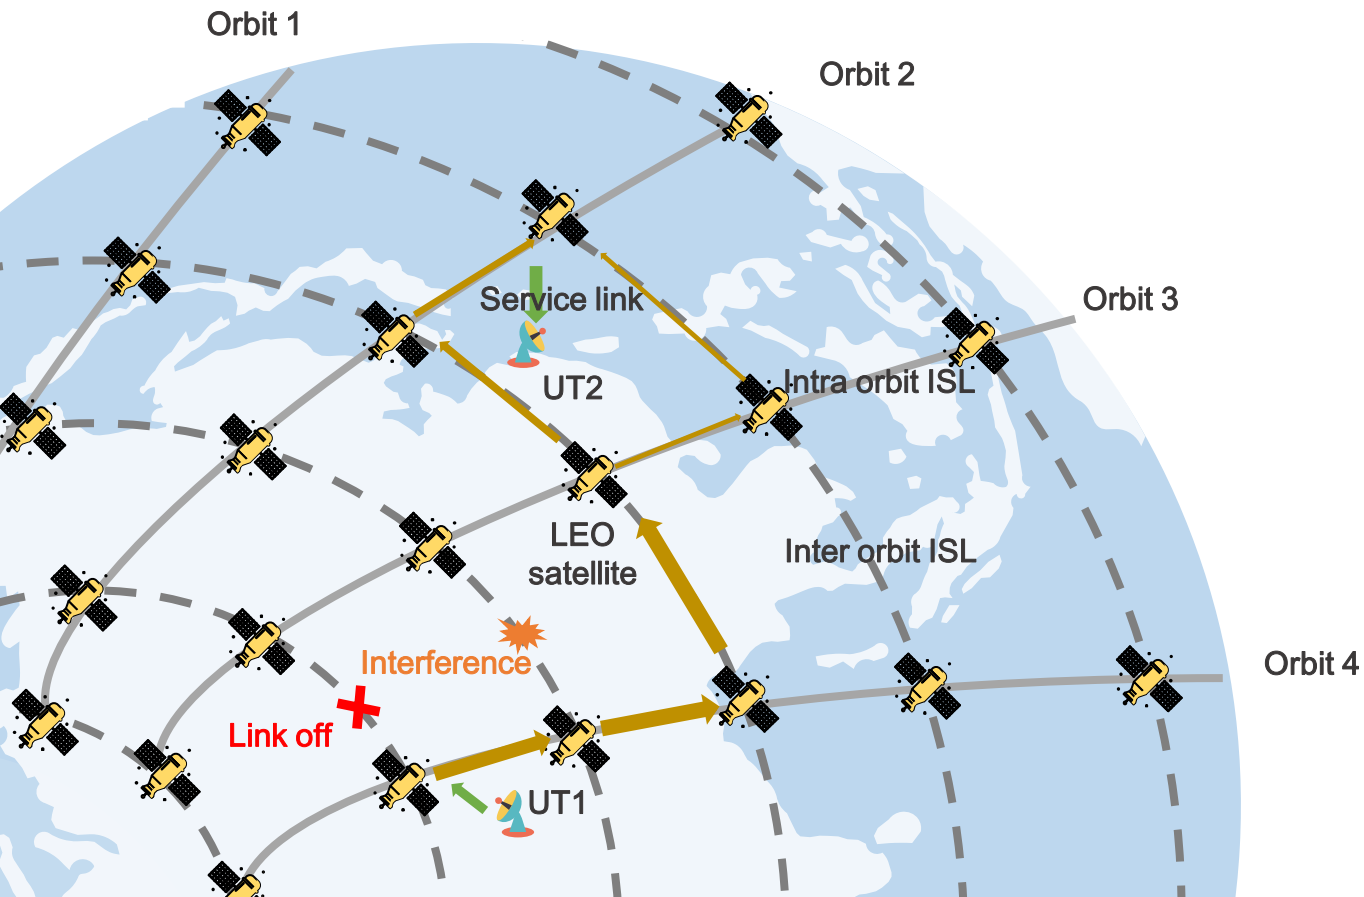 Orbit 1
Orbit 2
Orbit 3
Service link
Intra orbit ISL
UT2
LEO
satellite
Inter orbit ISL
Interference
Orbit 4
Link off
UT1